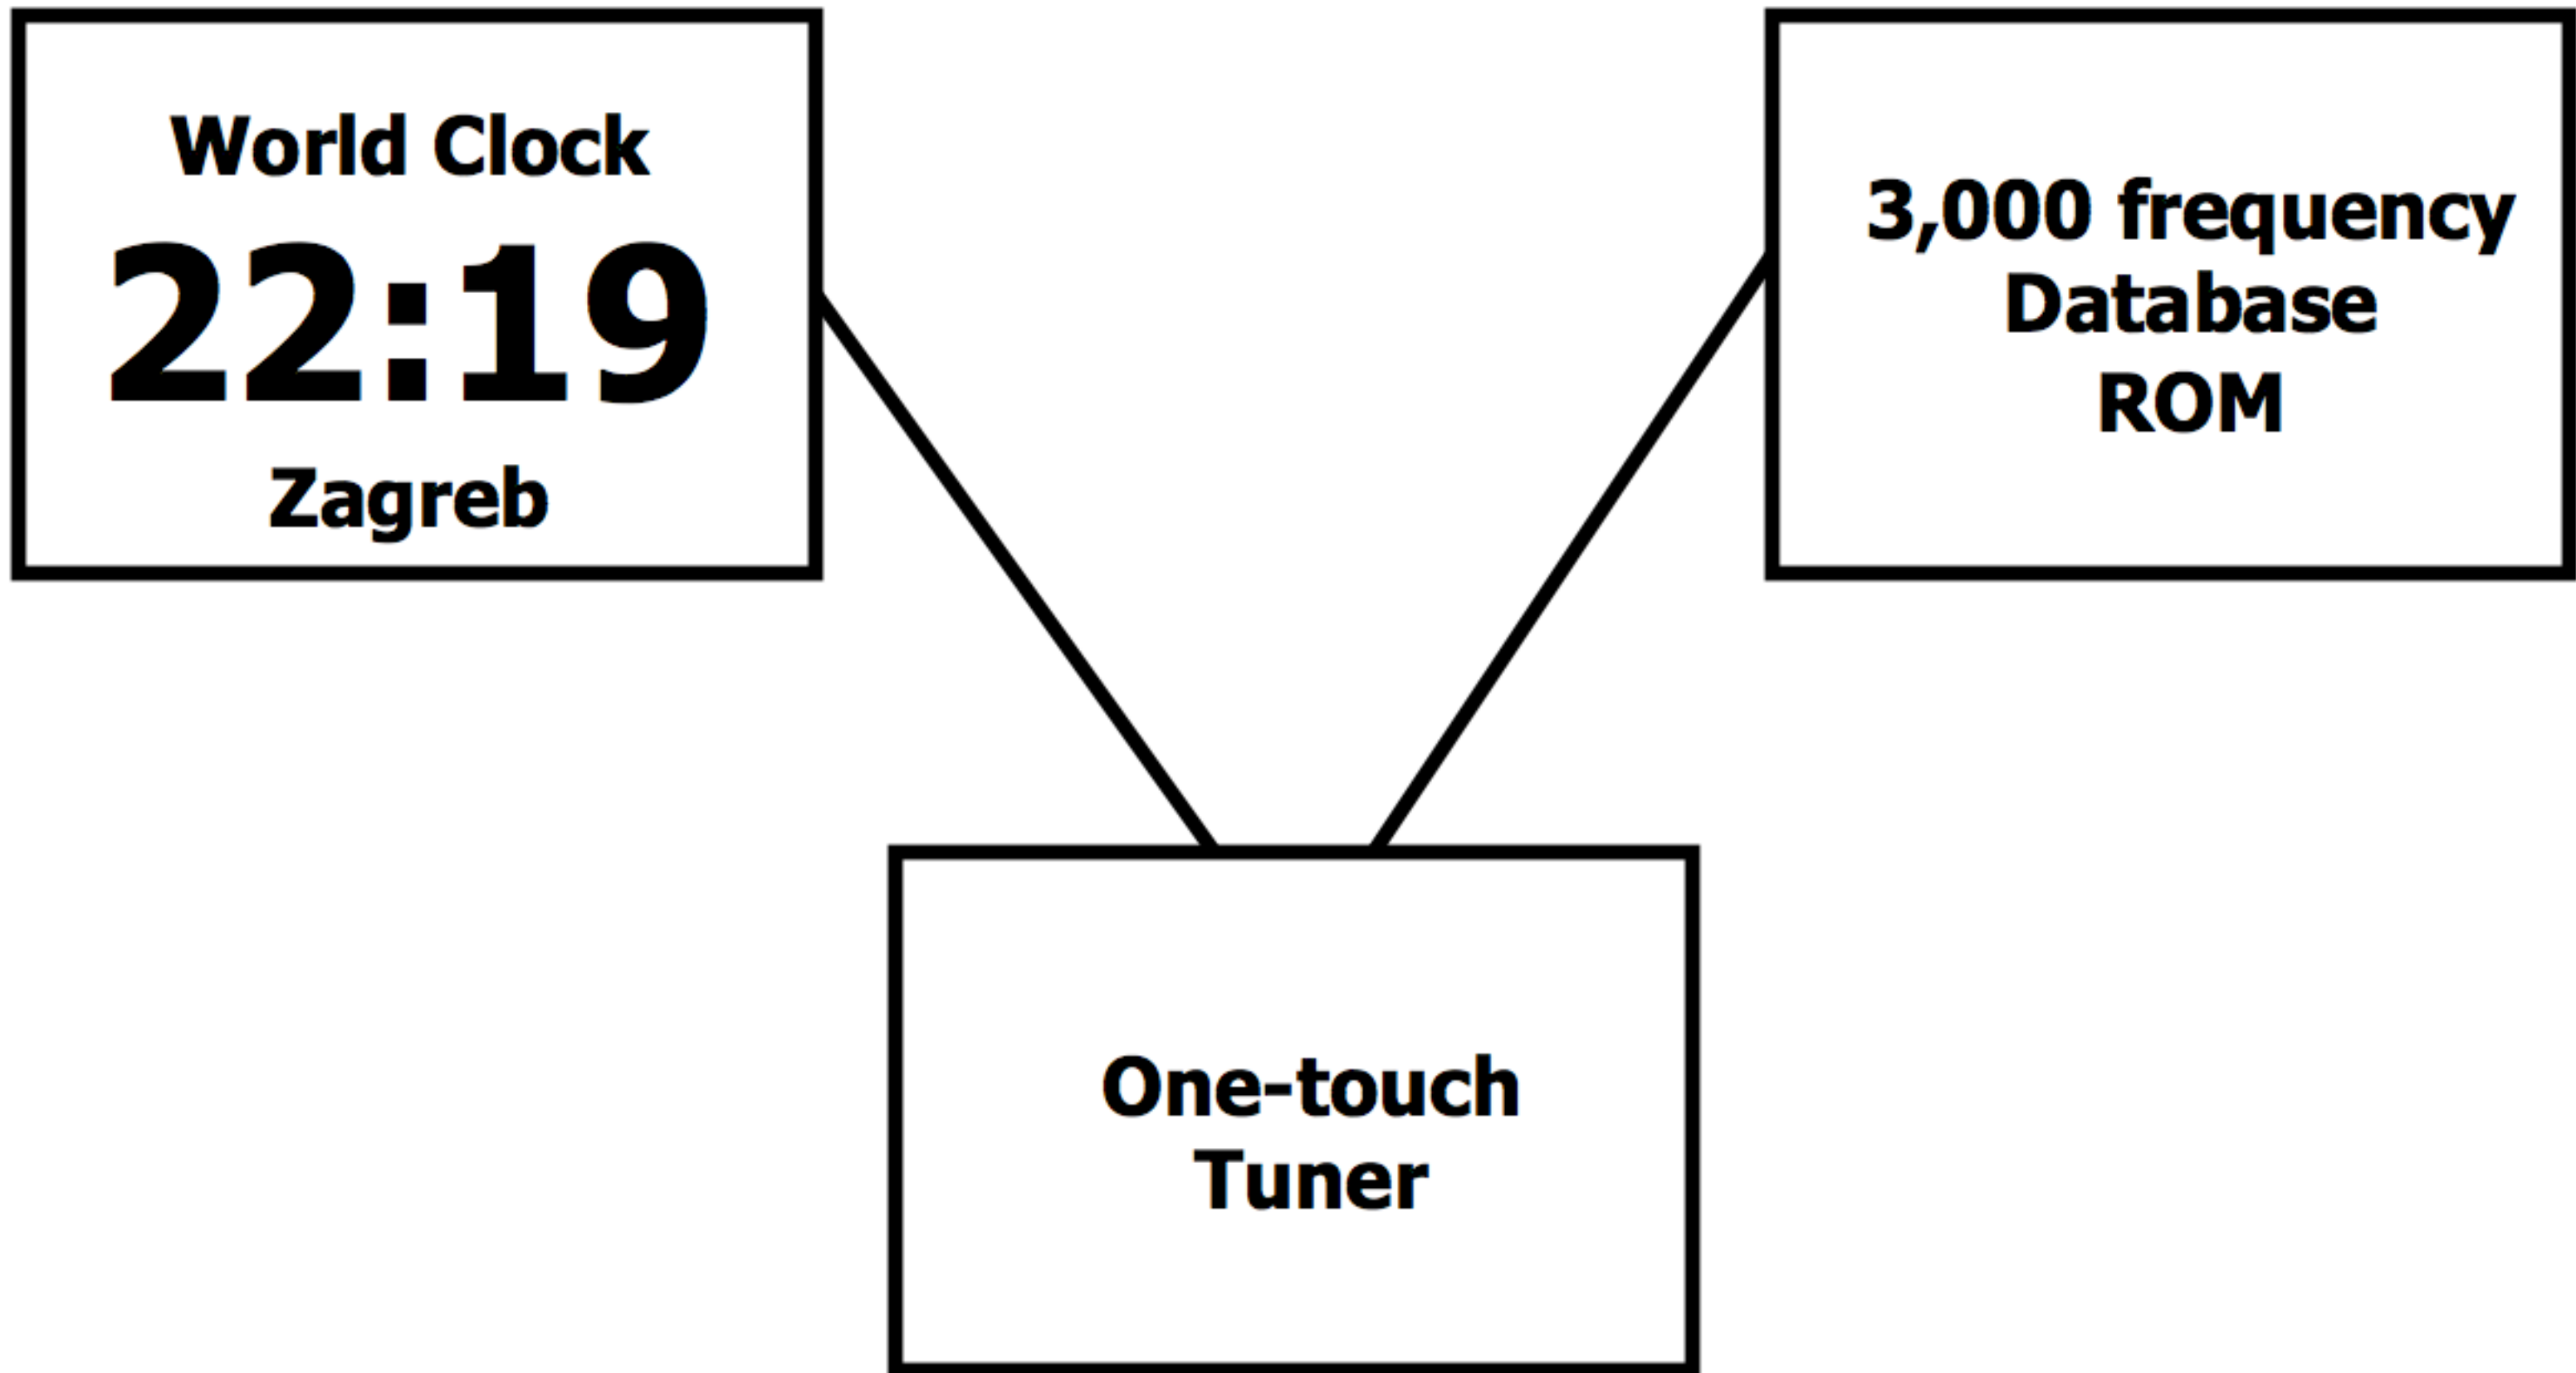 World Clock
22:19
Zagreb
3,000 frequency
Database
ROM
One-touch
Tuner